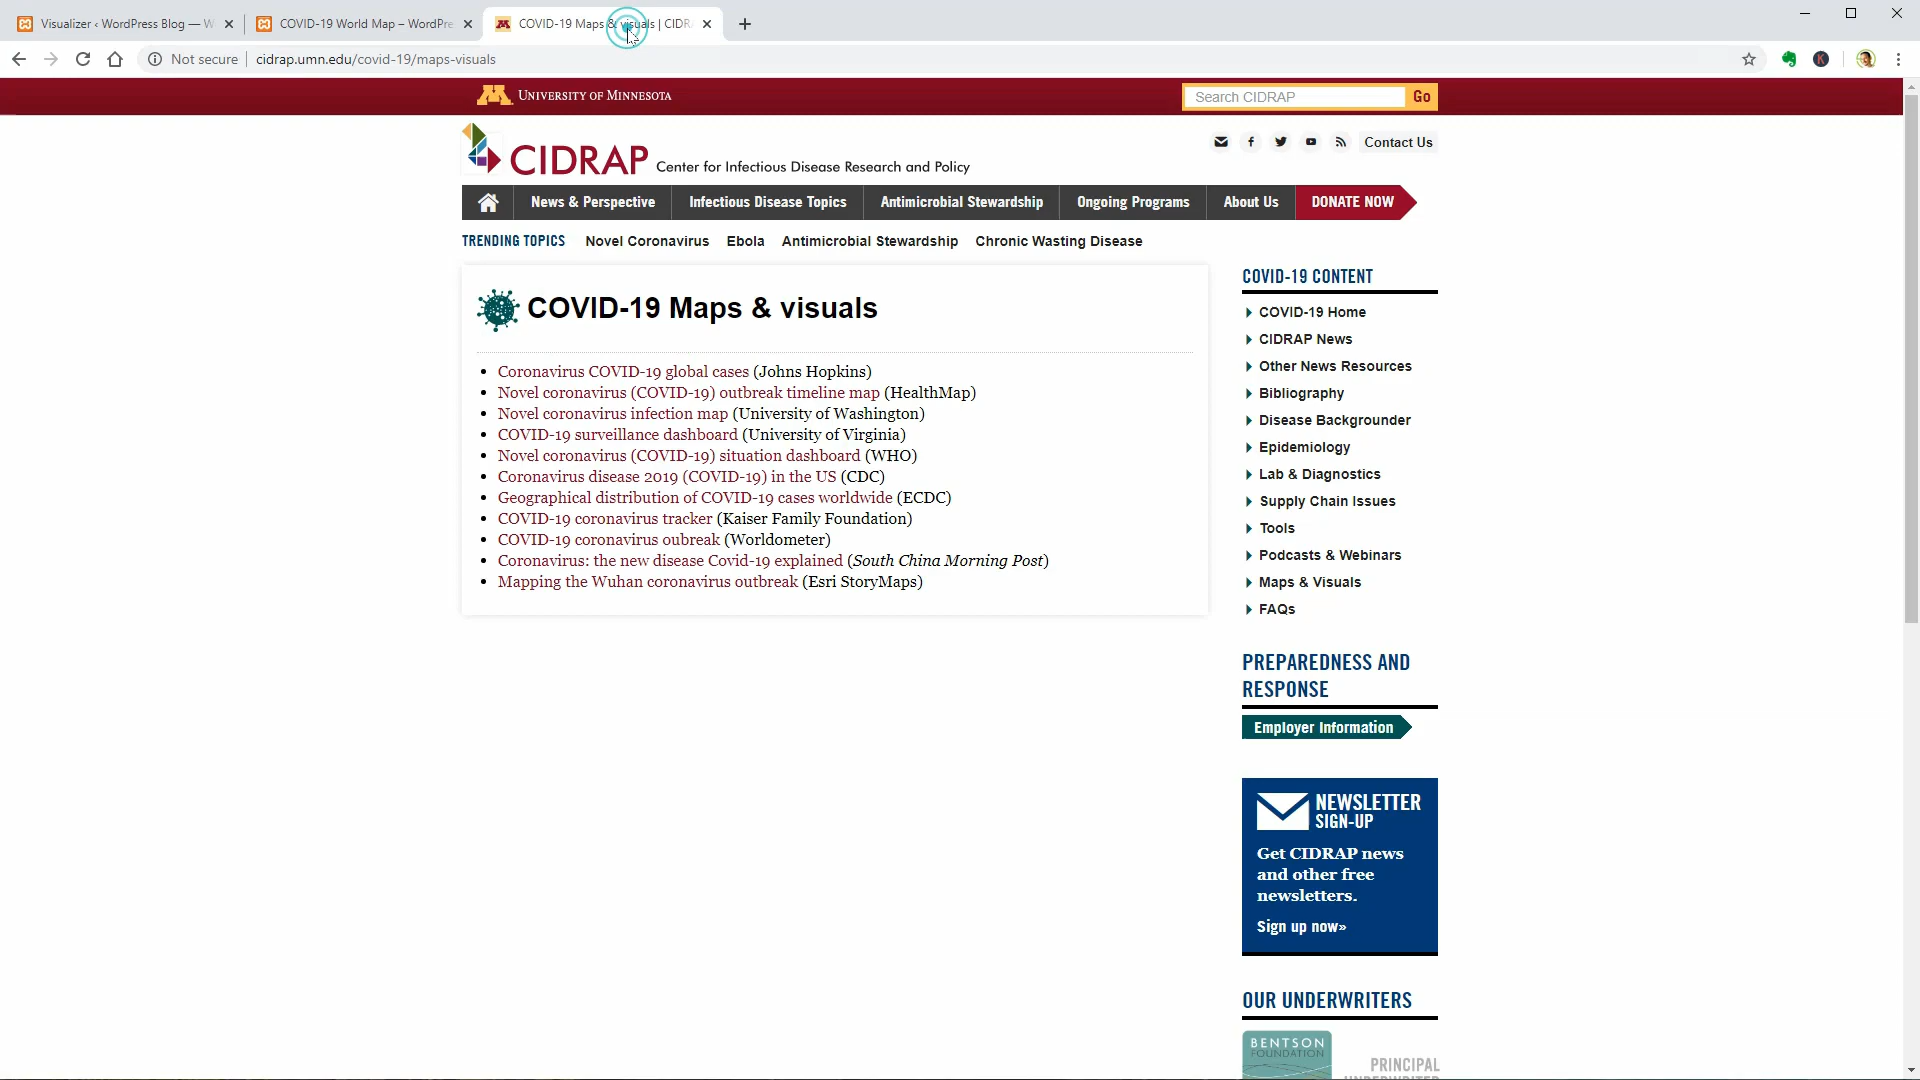 Visualizer ‹ WordPress Blog — W
COVID-19 World Map – WordPre
COVID-19 Maps & visuals | CIDR
Not secure
cidrap.umn.edu/covid-19/maps-visuals
K
M
UNIVERSITY OF MINNESOTA
Search CIDRAP
Go
CIDRAP Center for Infectious Disease Research and Policy
Contact Us
News & Perspective
Infectious Disease Topics
Antimicrobial Stewardship
Ongoing Programs
About Us
DONATE NOW
TRENDING TOPICS
Novel Coronavirus
Ebola
Antimicrobial Stewardship
Chronic Wasting Disease
COVID-19 Maps & visuals
Coronavirus COVID-19 global cases (Johns Hopkins)
Novel coronavirus (COVID-19) outbreak timeline map (HealthMap)
Novel coronavirus infection map (University of Washington)
COVID-19 surveillance dashboard (University of Virginia)
Novel coronavirus (COVID-19) situation dashboard (WHO)
Coronavirus disease 2019 (COVID-19) in the US (CDC)
Geographical distribution of COVID-19 cases worldwide (ECDC)
COVID-19 coronavirus tracker (Kaiser Family Foundation)
COVID-19 coronavirus oubreak (Worldometer)
Coronavirus: the new disease Covid-19 explained (South China Morning Post)
Mapping the Wuhan coronavirus outbreak (Esri StoryMaps)
COVID-19 CONTENT
COVID-19 Home
CIDRAP News
Other News Resources
Bibliography
Disease Backgrounder
Epidemiology
Lab & Diagnostics
Supply Chain Issues
Tools
Podcasts & Webinars
Maps & Visuals
FAQs
PREPAREDNESS AND
RESPONSE
Employer Information
NEWSLETTER
SIGN-UP
Get CIDRAP news
and other free
newsletters.
Sign up now»
OUR UNDERWRITERS
BENTSON
FOUNDATION
PRINCIPAL